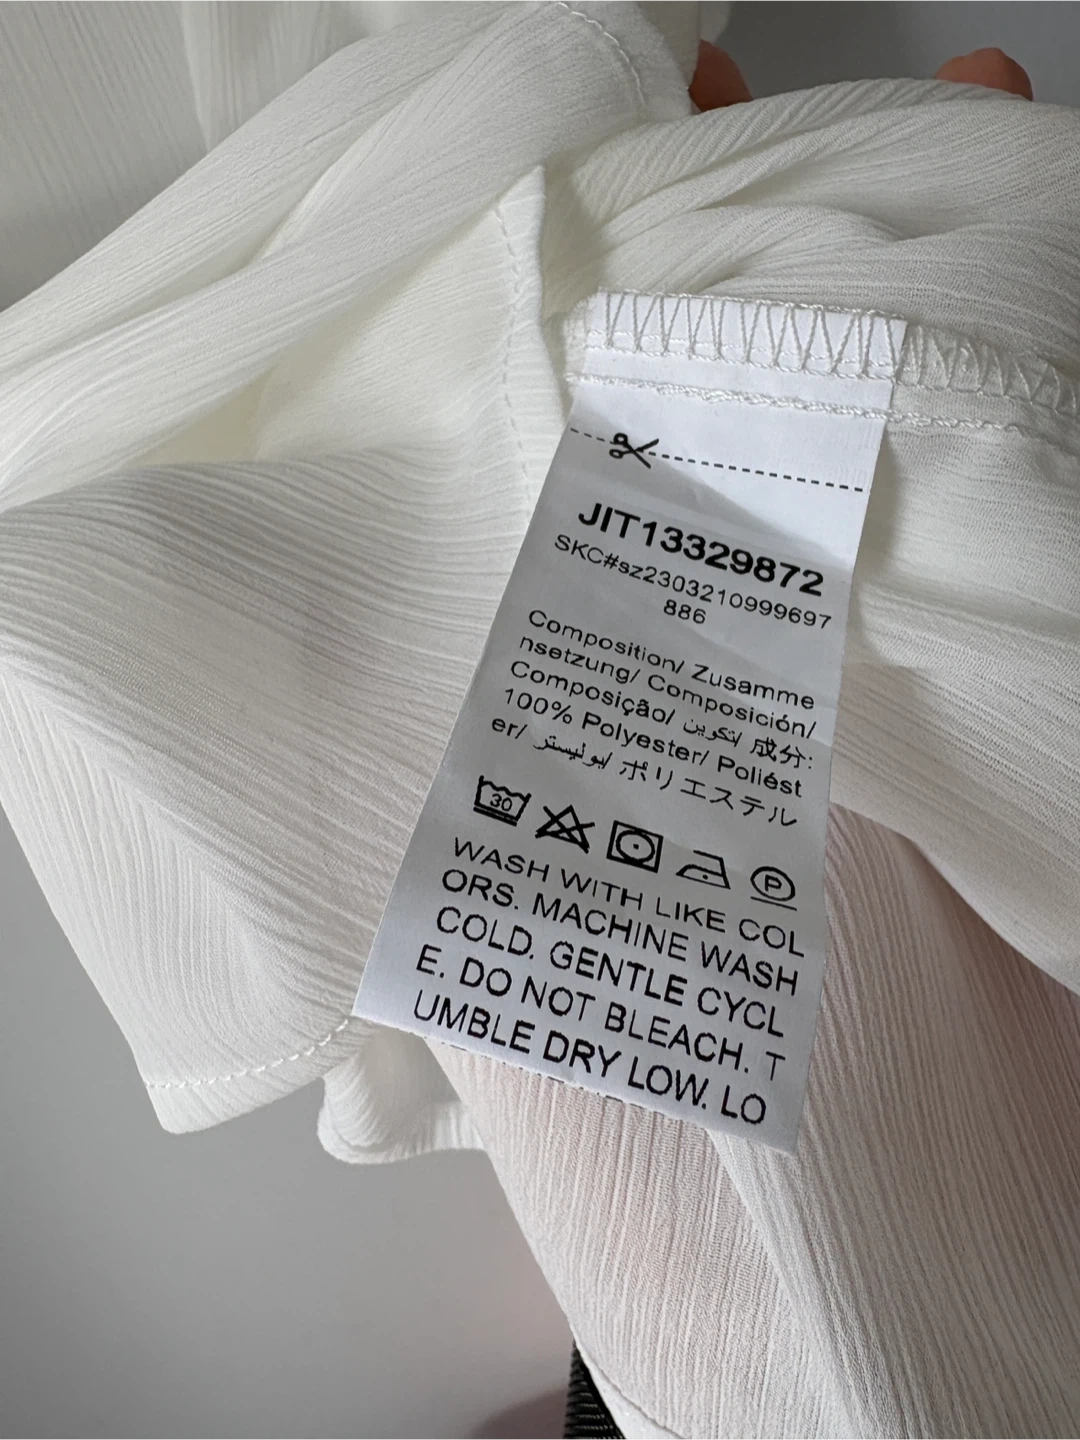 JIT13329872
SKC#sz2303210999697
886
Composition/ Zusamme
nsetzung/ Composición/
Composição/ تكوين/ 成分:
100% Polyester/ Poliést
er/ بوليستر/ ポリエステル
30
P
WASH WITH LIKE COL
ORS. MACHINE WASH
COLD. GENTLE CYCL
E. DO NOT BLEACH. T
UMBLE DRY LOW. LO